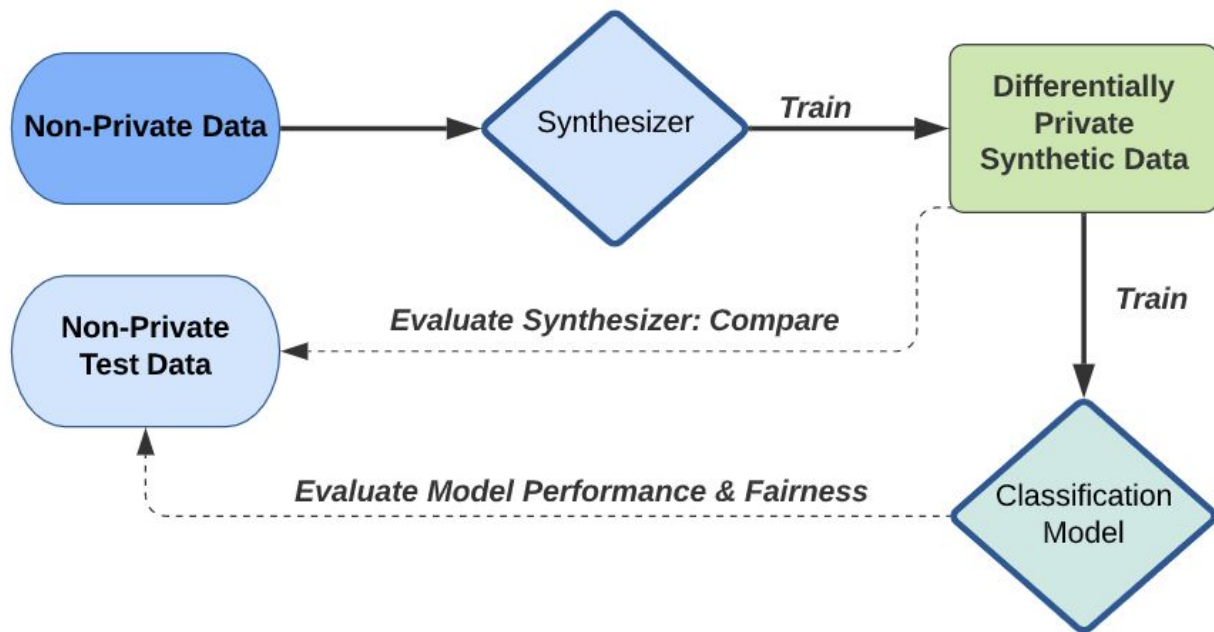 Non-Private Data
Synthesizer
Train
Differentially
Private
Synthetic Data
Train
Evaluate Synthesizer: Compare
Non-Private
Test Data
Evaluate Model Performance & Fairness
Classification
Model